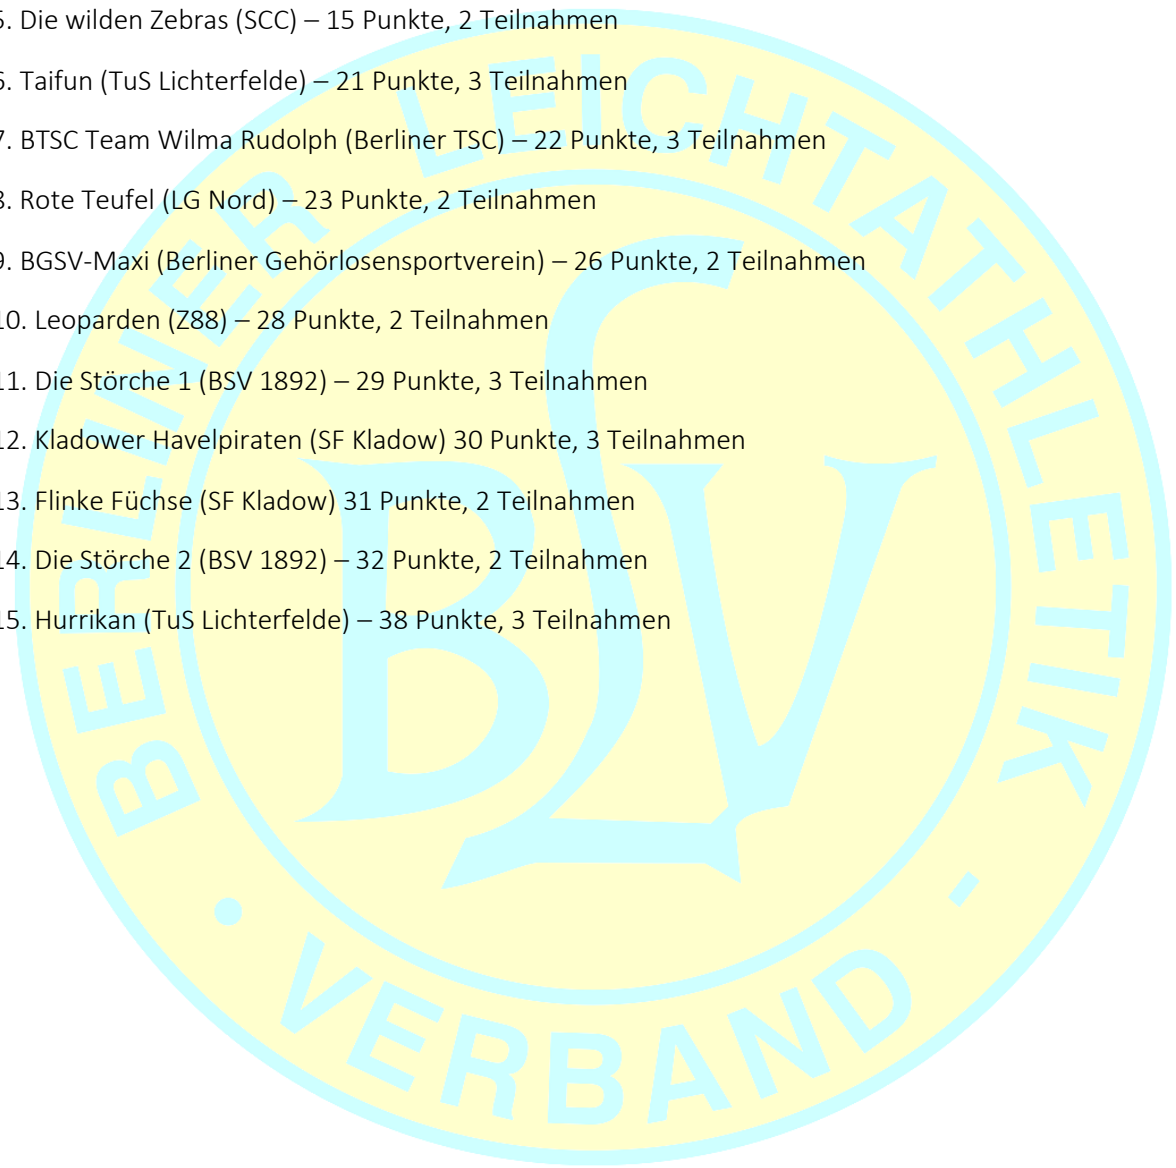 5. Die wilden Zebras (SCC) – 15 Punkte, 2 Teilnahmen
6. Taifun (TuS Lichterfelde) – 21 Punkte, 3 Teilnahmen
7. BTSC Team Wilma Rudolph (Berliner TSC) – 22 Punkte, 3 Teilnahmen
8. Rote Teufel (LG Nord) – 23 Punkte, 2 Teilnahmen
9. BGSV-Maxi (Berliner Gehörlosensportverein) – 26 Punkte, 2 Teilnahmen
10. Leoparden (Z88) – 28 Punkte, 2 Teilnahmen
11. Die Störche 1 (BSV 1892) – 29 Punkte, 3 Teilnahmen
12. Kladower Havelpiraten (SF Kladow) 30 Punkte, 3 Teilnahmen
13. Flinke Füchse (SF Kladow) 31 Punkte, 2 Teilnahmen
14. Die Störche 2 (BSV 1892) – 32 Punkte, 2 Teilnahmen
15. Hurrikan (TuS Lichterfelde) – 38 Punkte, 3 Teilnahmen
BERLINER LEICHTATHLETIK -
• VERBAND
BLV